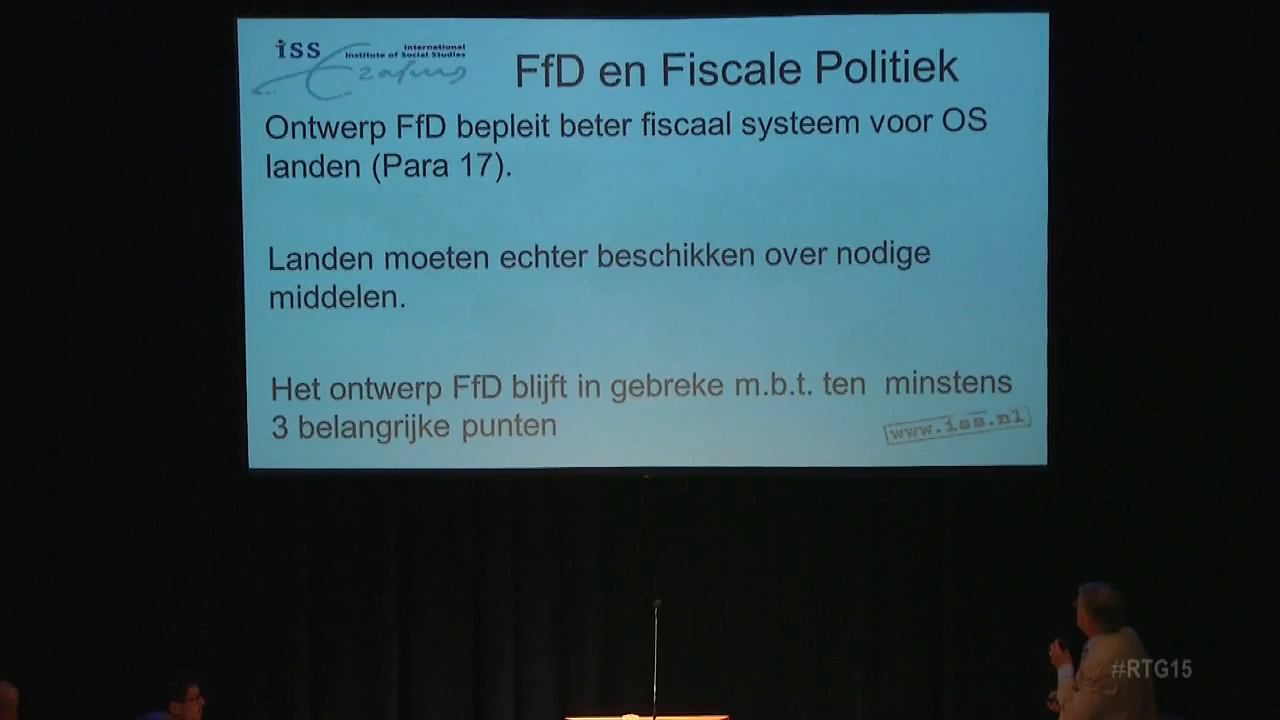 iss
International
Institute of Social Studies
Erasmus
FfD en Fiscale Politiek
Ontwerp FfD bepleit beter fiscaal systeem voor OS
landen (Para 17).
Landen moeten echter beschikken over nodige
middelen.
Het ontwerp FfD blijft in gebreke m.b.t. ten minstens
3 belangrijke punten
www.iss.nl
#RTG15